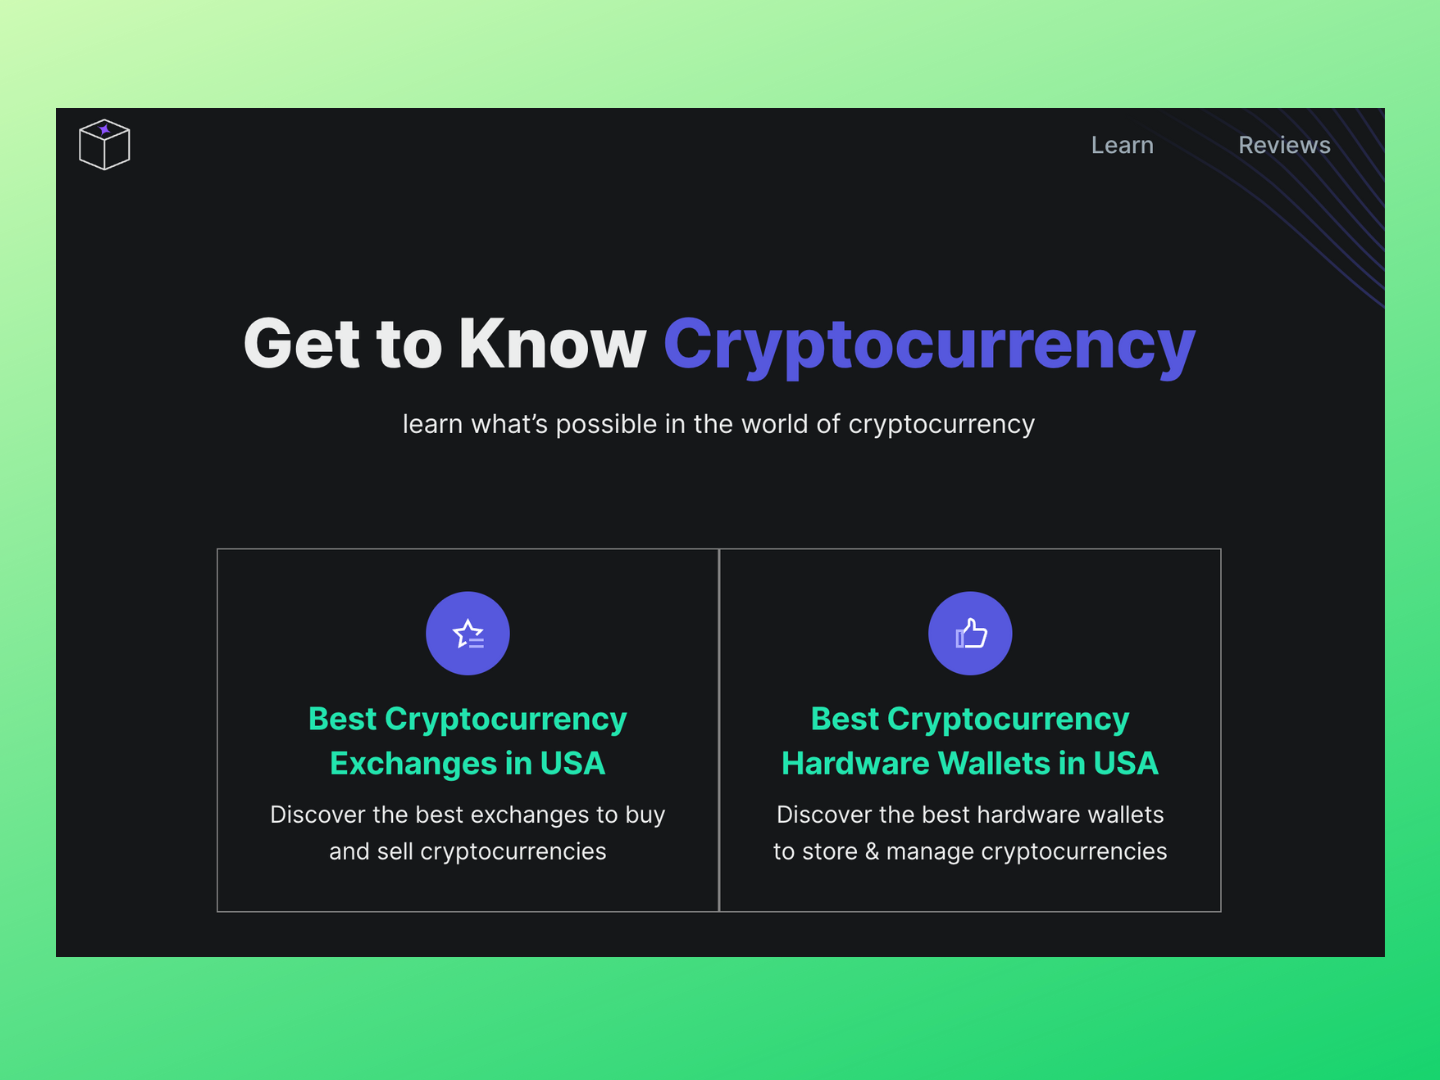 Learn
Reviews
Get to Know Cryptocurrency
learn what’s possible in the world of cryptocurrency
Best Cryptocurrency
Exchanges in USA
Discover the best exchanges to buy
and sell cryptocurrencies
Best Cryptocurrency
Hardware Wallets in USA
Discover the best hardware wallets
to store & manage cryptocurrencies